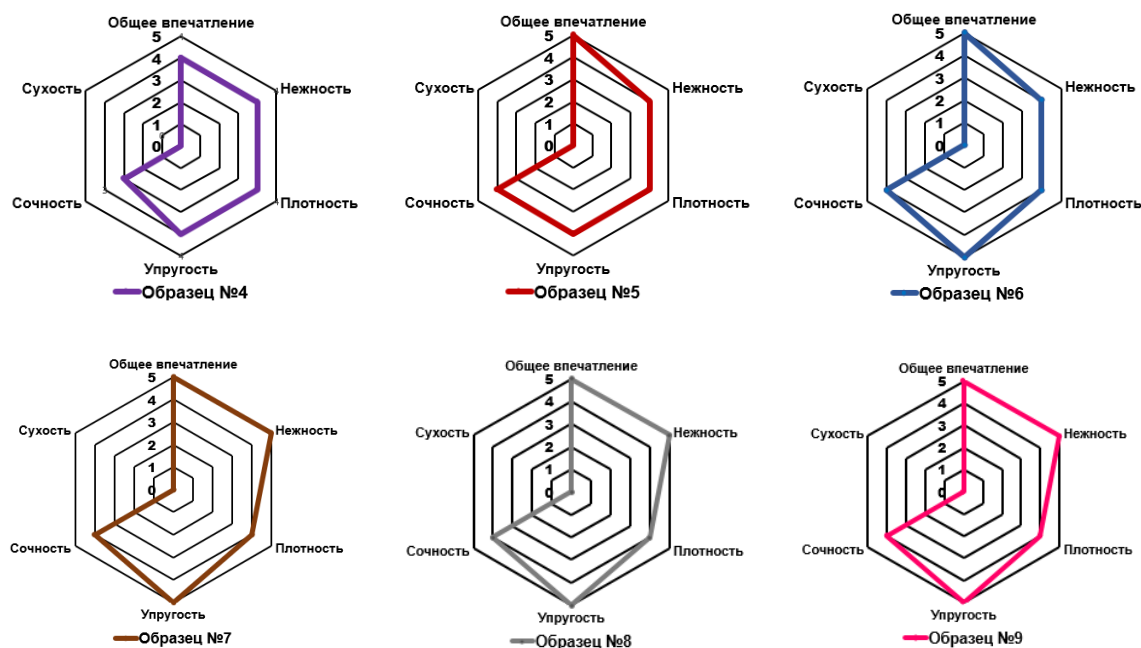 Общее впечатление
5
4
3
2
1
0
Нежность
Плотность
Упругость
Сочность
Сухость
Образец №4
Общее впечатление
5
4
3
2
1
0
Нежность
Плотность
Упругость
Сочность
Сухость
Образец №5
Общее впечатление
5
4
3
2
1
0
Нежность
Плотность
Упругость
Сочность
Сухость
Образец №6
Общее впечатление
5
4
3
2
1
0
Нежность
Плотность
Упругость
Сочность
Сухость
Образец №7
Общее впечатление
5
4
3
2
1
0
Нежность
Плотность
Упругость
Сочность
Сухость
Образец №8
Общее впечатление
5
4
3
2
1
0
Нежность
Плотность
Упругость
Сочность
Сухость
Образец №9